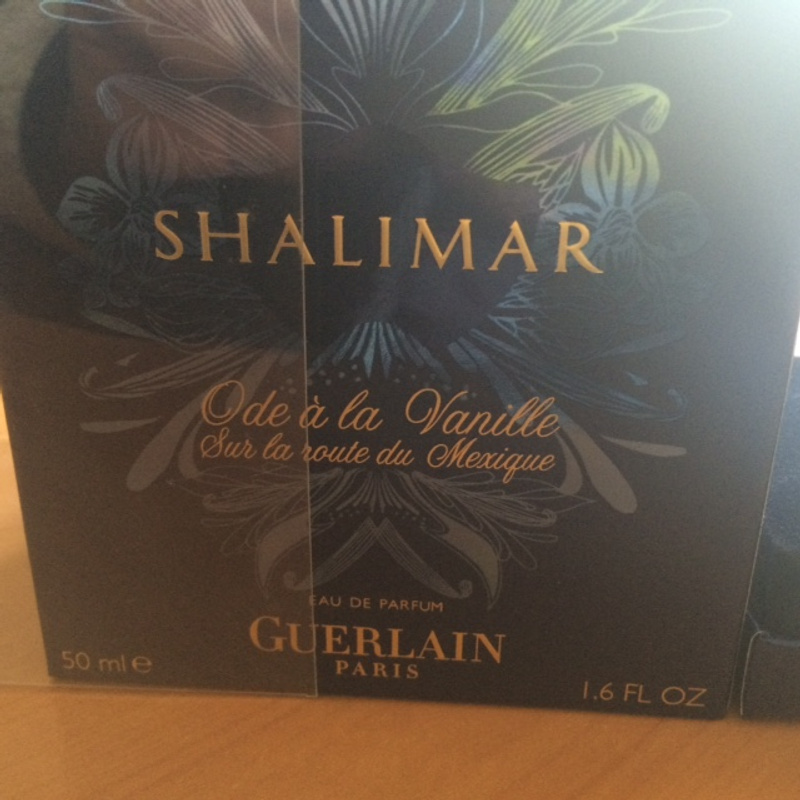 SHALIMAR
Ode à la Vanille
Sur la route du Mexique
EAU DE PARFUM
GUERLAIN
PARIS
50 ml e
1.6 FL OZ